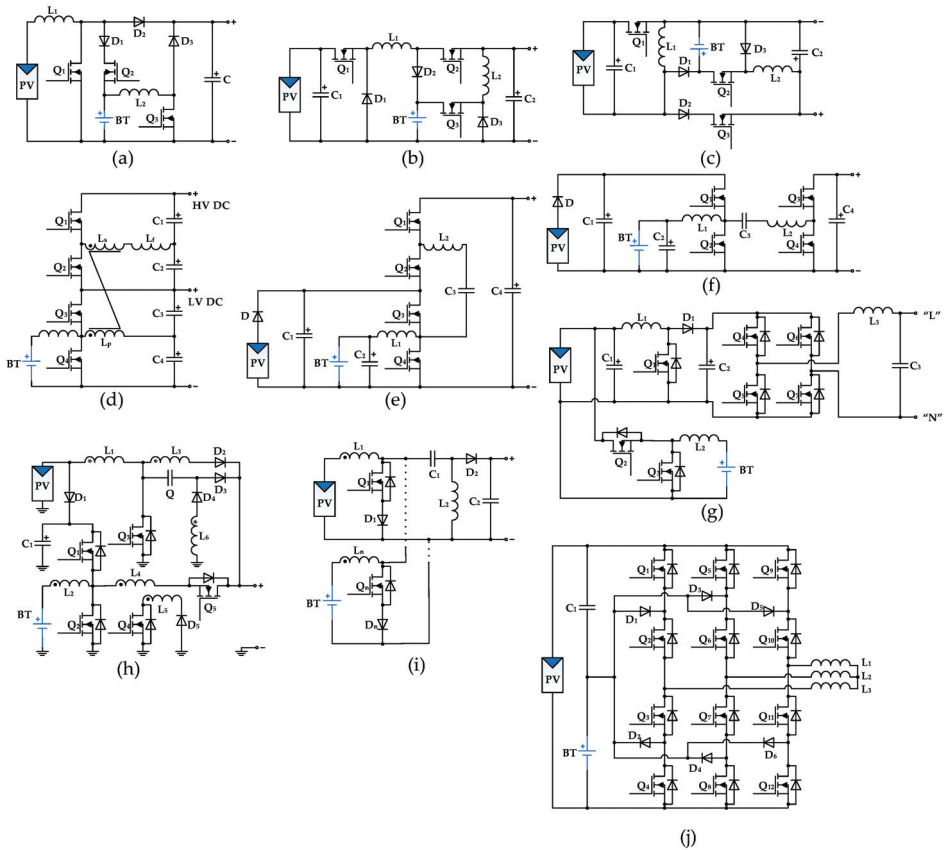 L1 D2 D1 D3 Q1 Q2 C PV L2 BT Q3 + -
(a)
Q1 L1 Q2 D2 L2 PV C1 D1 BT Q3 D3 C2 + -
(b)
Q1 L1 BT D3 C2 PV C1 D1 Q2 L2 D2 Q3 - +
(c)
Q1 + HV DC C1 Ls Lf Q2 C2 LV DC Q3 C3 Lp BT Q4 C4 -
(d)
Q1 + L2 Q2 C3 C4 D C1 Q3 PV BT C2 L1 Q4 -
(e)
D C1 Q1 Q3 + L1 C3 L2 C4 BT C2 Q2 Q4 PV -
(f)
L1 D1 L3 "L" PV C1 Q1 C2 Q4 Q6 C3 Q5 Q7 "N" Q2 L2 Q3 BT
(g)
L1 L3 D2 PV Q D3 D1 D4 C1 Q1 Q3 L6 L2 L4 + BT Q5 Q2 Q4 L5 D5 -
(h)
L1 C1 D2 + PV Q1 L2 C2 D1 - Ln Qn BT Dn
(i)
Q1 Q5 Q9 C1 D3 D1 D5 Q2 Q6 Q10 PV L1 L2 L3 Q3 Q7 Q11 BT D2 D4 D6 Q4 Q8 Q12
(j)